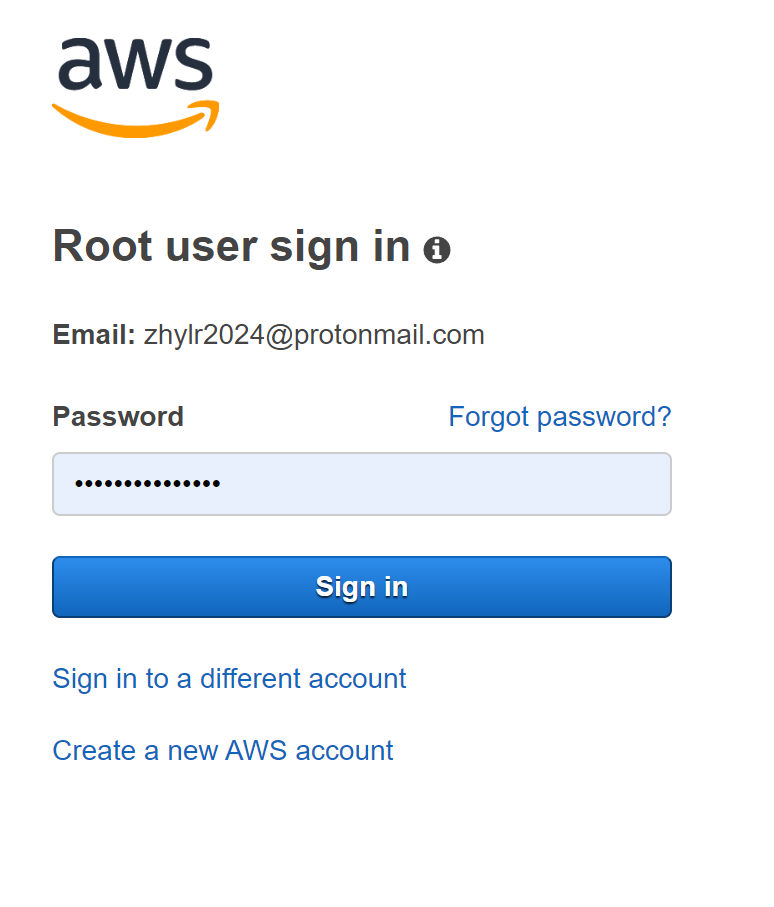 aws
Root user sign in
Email: zhylr2024@protonmail.com
Password Forgot password?
•••••••••••••••
Sign in
Sign in to a different account
Create a new AWS account